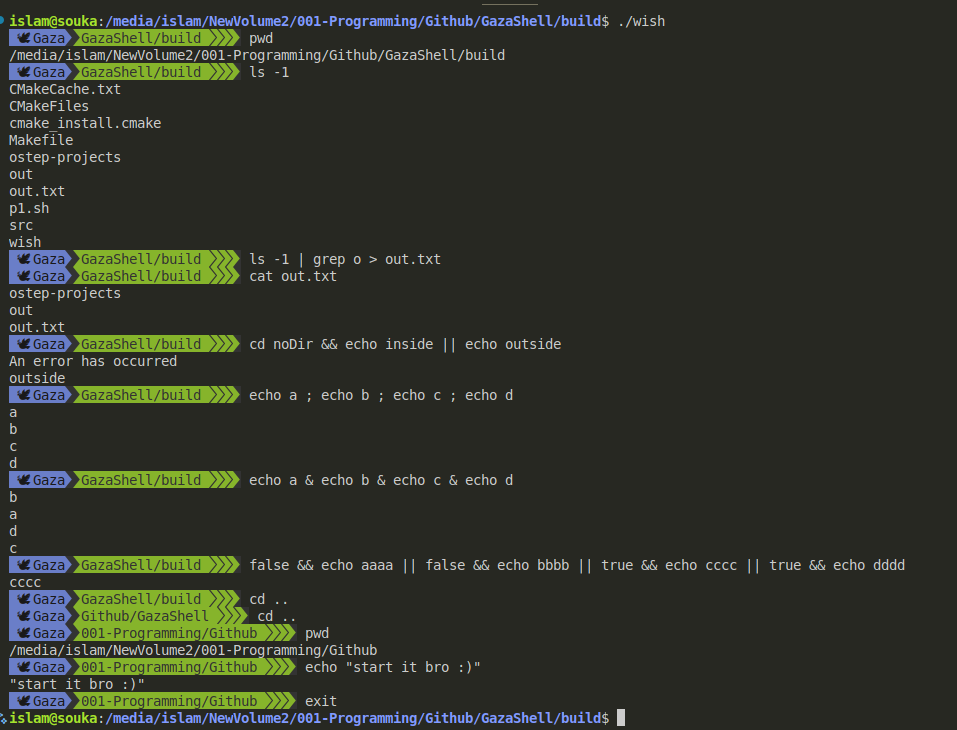 islam@souka:/media/islam/NewVolume2/001-Programming/Github/GazaShell/build$ ./wish
🕊Gaza GazaShell/build pwd
/media/islam/NewVolume2/001-Programming/Github/GazaShell/build
🕊Gaza GazaShell/build ls -1
CMakeCache.txt
CMakeFiles
cmake_install.cmake
Makefile
ostep-projects
out
out.txt
p1.sh
src
wish
🕊Gaza GazaShell/build ls -1 | grep o > out.txt
🕊Gaza GazaShell/build cat out.txt
ostep-projects
out
out.txt
🕊Gaza GazaShell/build cd noDir && echo inside || echo outside
An error has occurred
outside
🕊Gaza GazaShell/build echo a ; echo b ; echo c ; echo d
a
b
c
d
🕊Gaza GazaShell/build echo a & echo b & echo c & echo d
b
a
d
c
🕊Gaza GazaShell/build false && echo aaaa || false && echo bbbb || true && echo cccc || true && echo dddd
cccc
🕊Gaza GazaShell/build cd ..
🕊Gaza Github/GazaShell cd ..
🕊Gaza 001-Programming/Github pwd
/media/islam/NewVolume2/001-Programming/Github
🕊Gaza 001-Programming/Github echo "start it bro :)"
"start it bro :)"
🕊Gaza 001-Programming/Github exit
islam@souka:/media/islam/NewVolume2/001-Programming/Github/GazaShell/build$